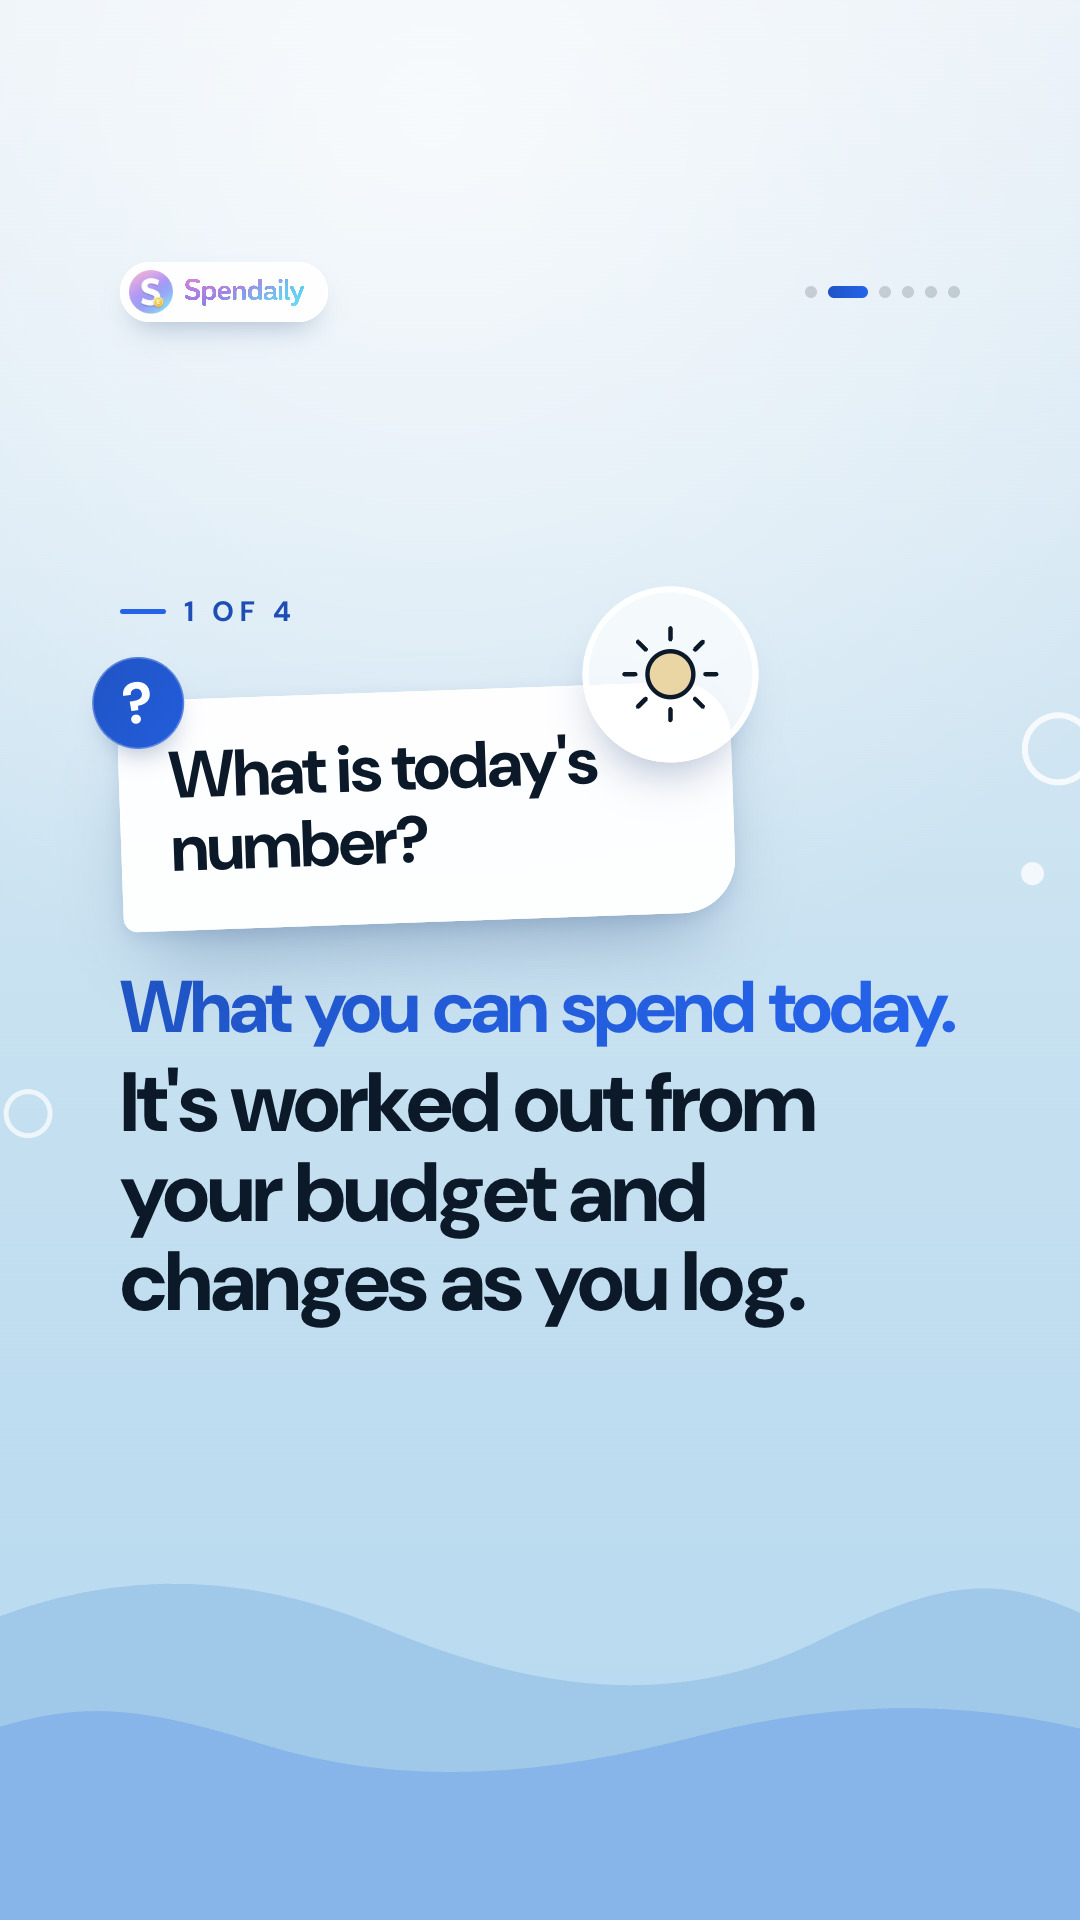 Spendaily
1 OF 4
?
What is today's
number?
What you can spend today.
It's worked out from
your budget and
changes as you log.